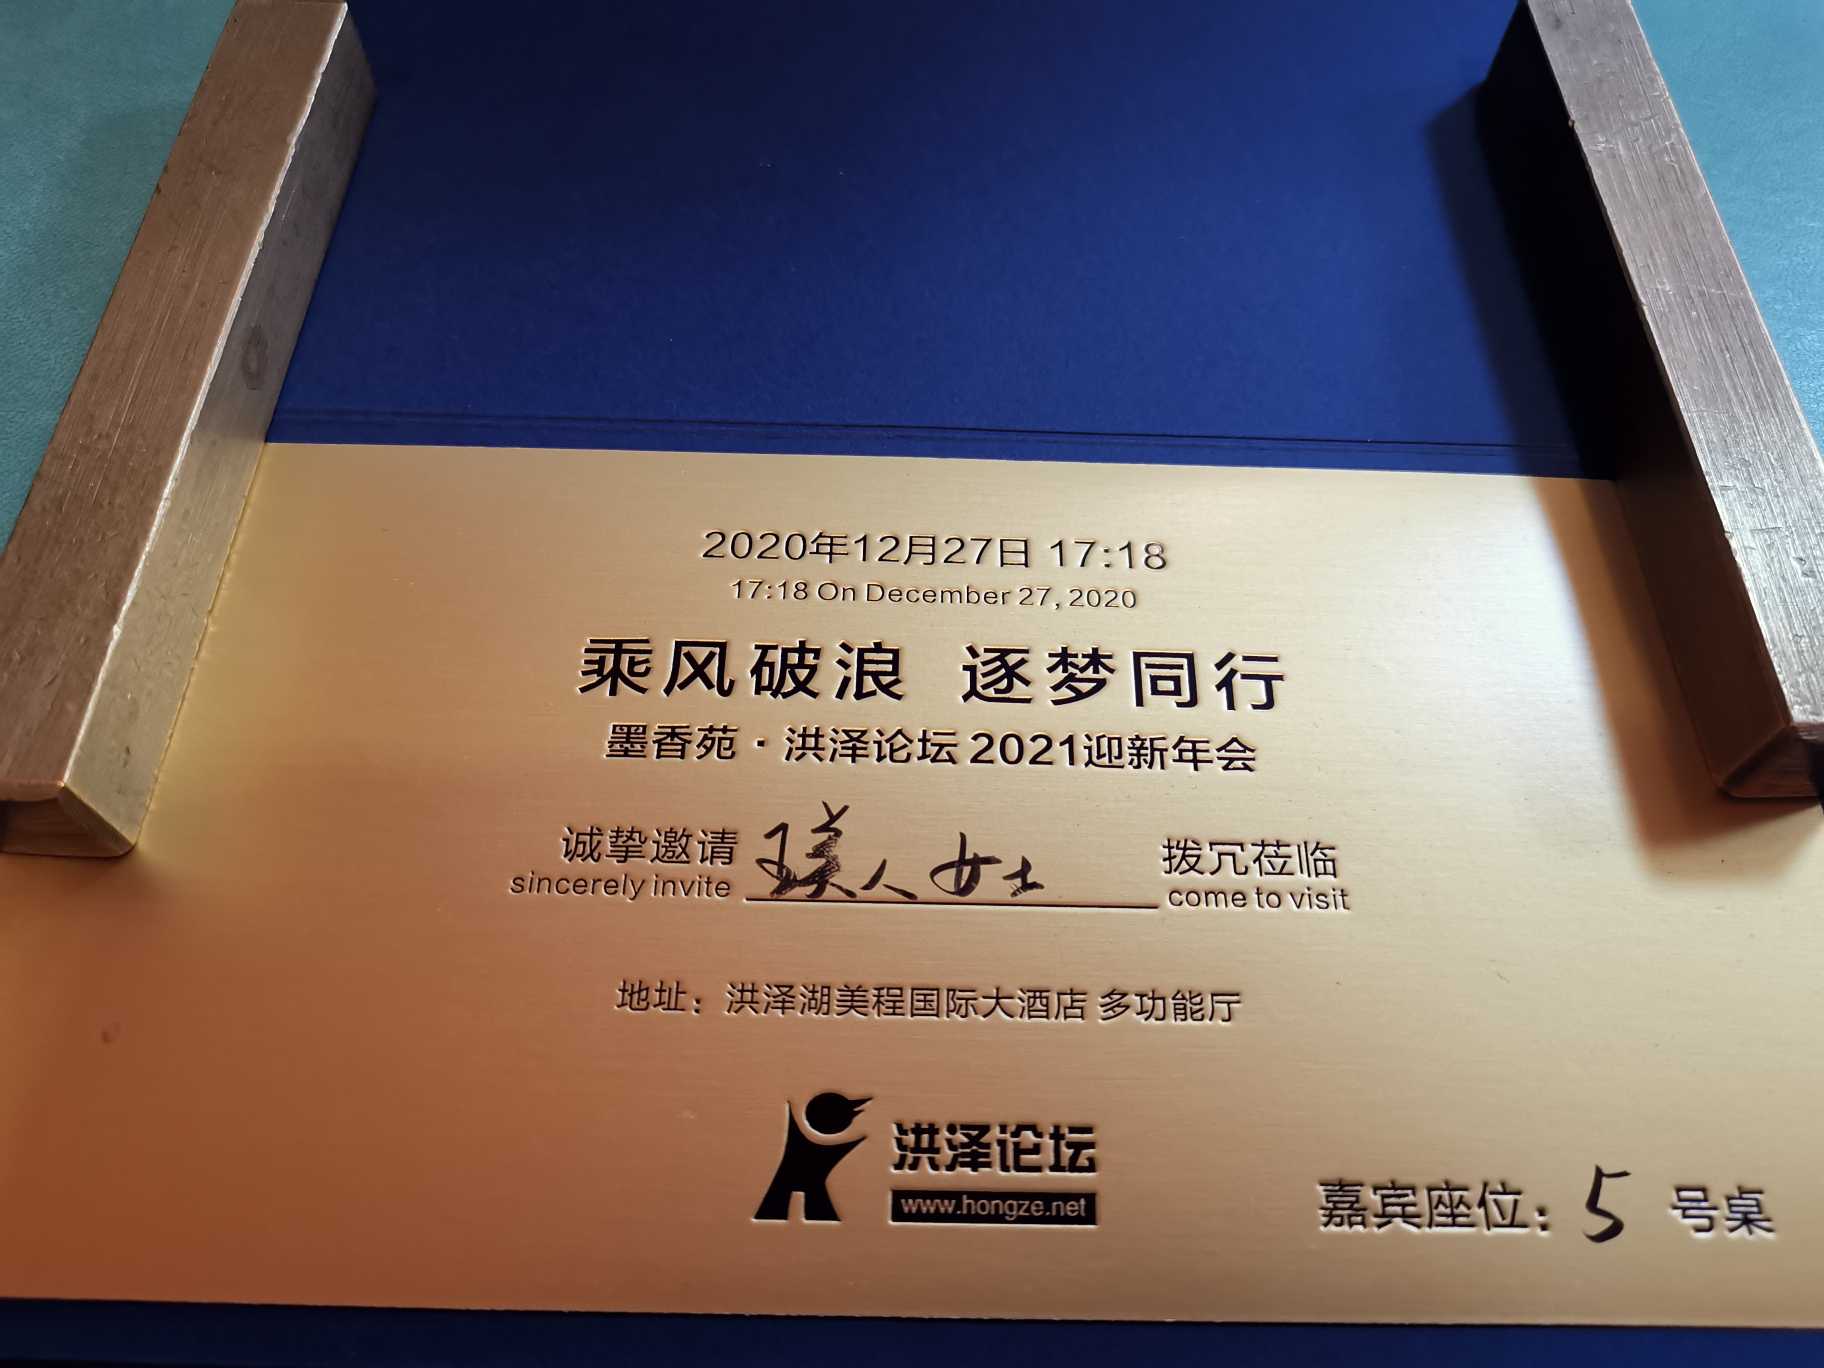 2020年12月27日 17:18
17:18 On December 27, 2020
乘风破浪 逐梦同行
墨香苑·洪泽论坛 2021迎新年会
诚挚邀请 瑛人女士 拨冗莅临
sincerely invite come to visit
地址：洪泽湖美程国际大酒店 多功能厅
洪泽论坛
www.hongze.net
嘉宾座位：5 号桌